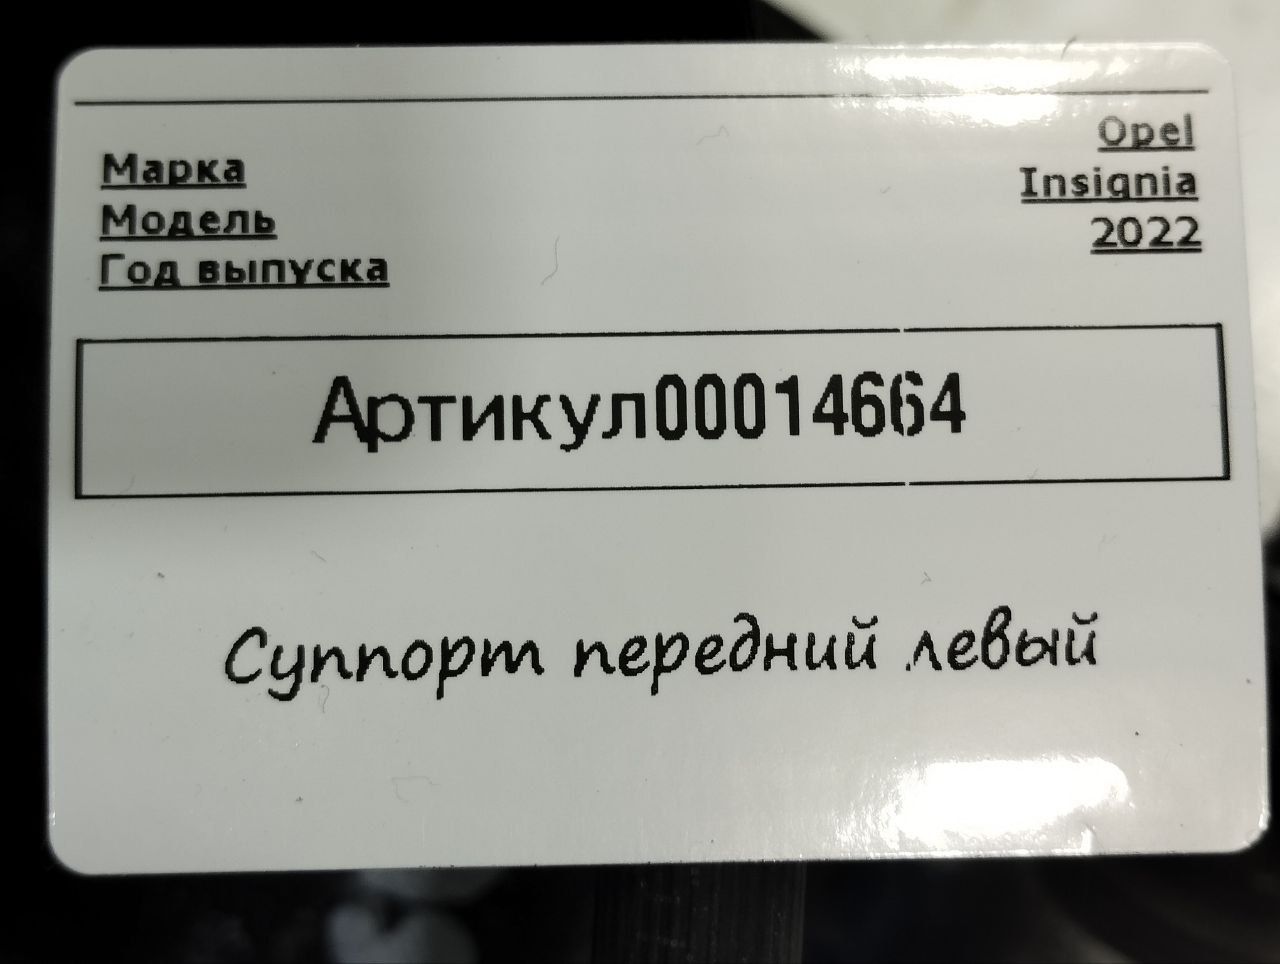 Марка Opel
Модель Insignia
Год выпуска 2022
Артикул00014664
Суппорт передний левый